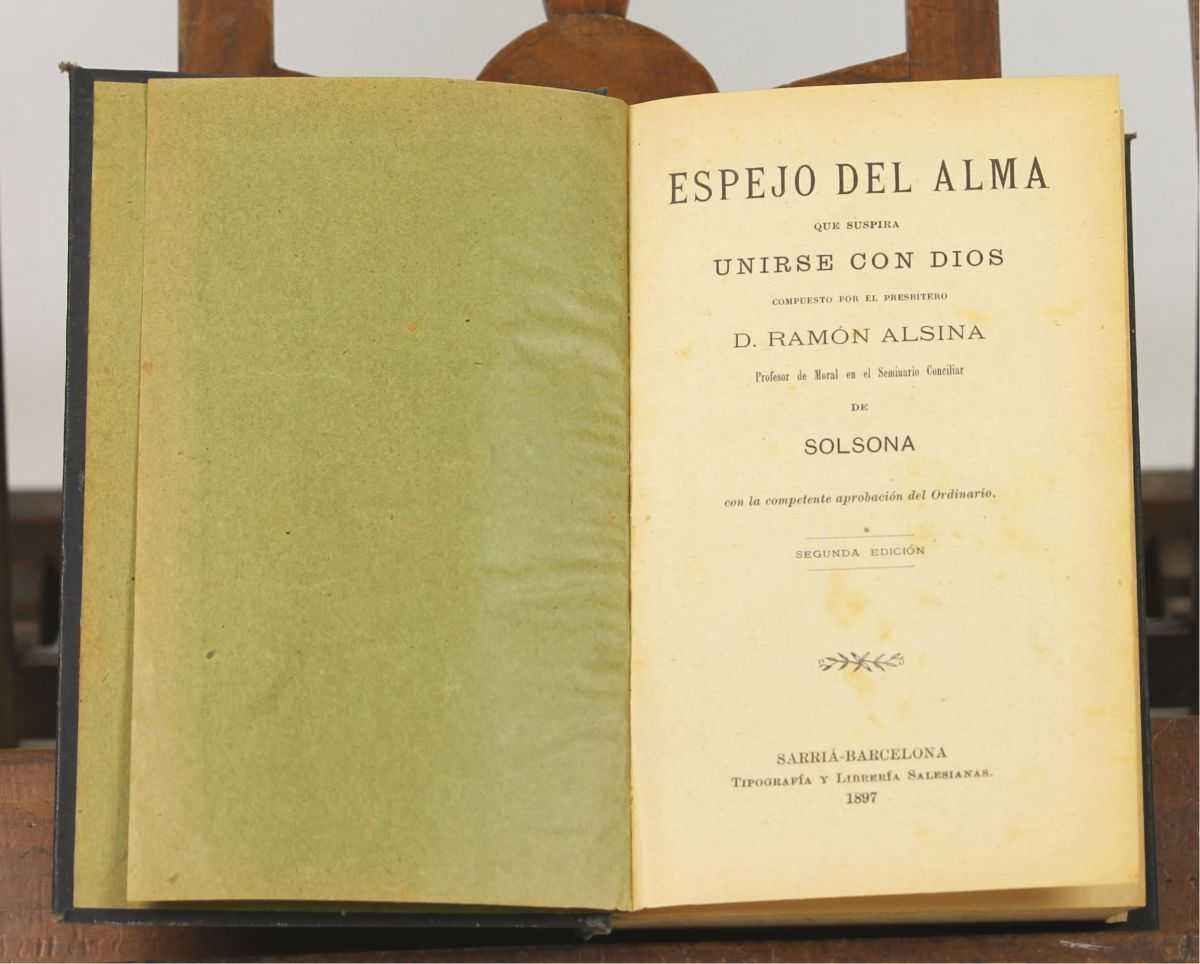 ESPEJO DEL ALMA
QUE SUSPIRA
UNIRSE CON DIOS
COMPUESTO POR EL PRESBITERO
D. RAMÓN ALSINA
Profesor de Moral en el Seminario Conciliar
DE
SOLSONA
con la competente aprobación del Ordinario.
SEGUNDA EDICIÓN
SARRIÁ-BARCELONA
TIPOGRAFÍA Y LIBRERÍA SALESIANAS.
1897